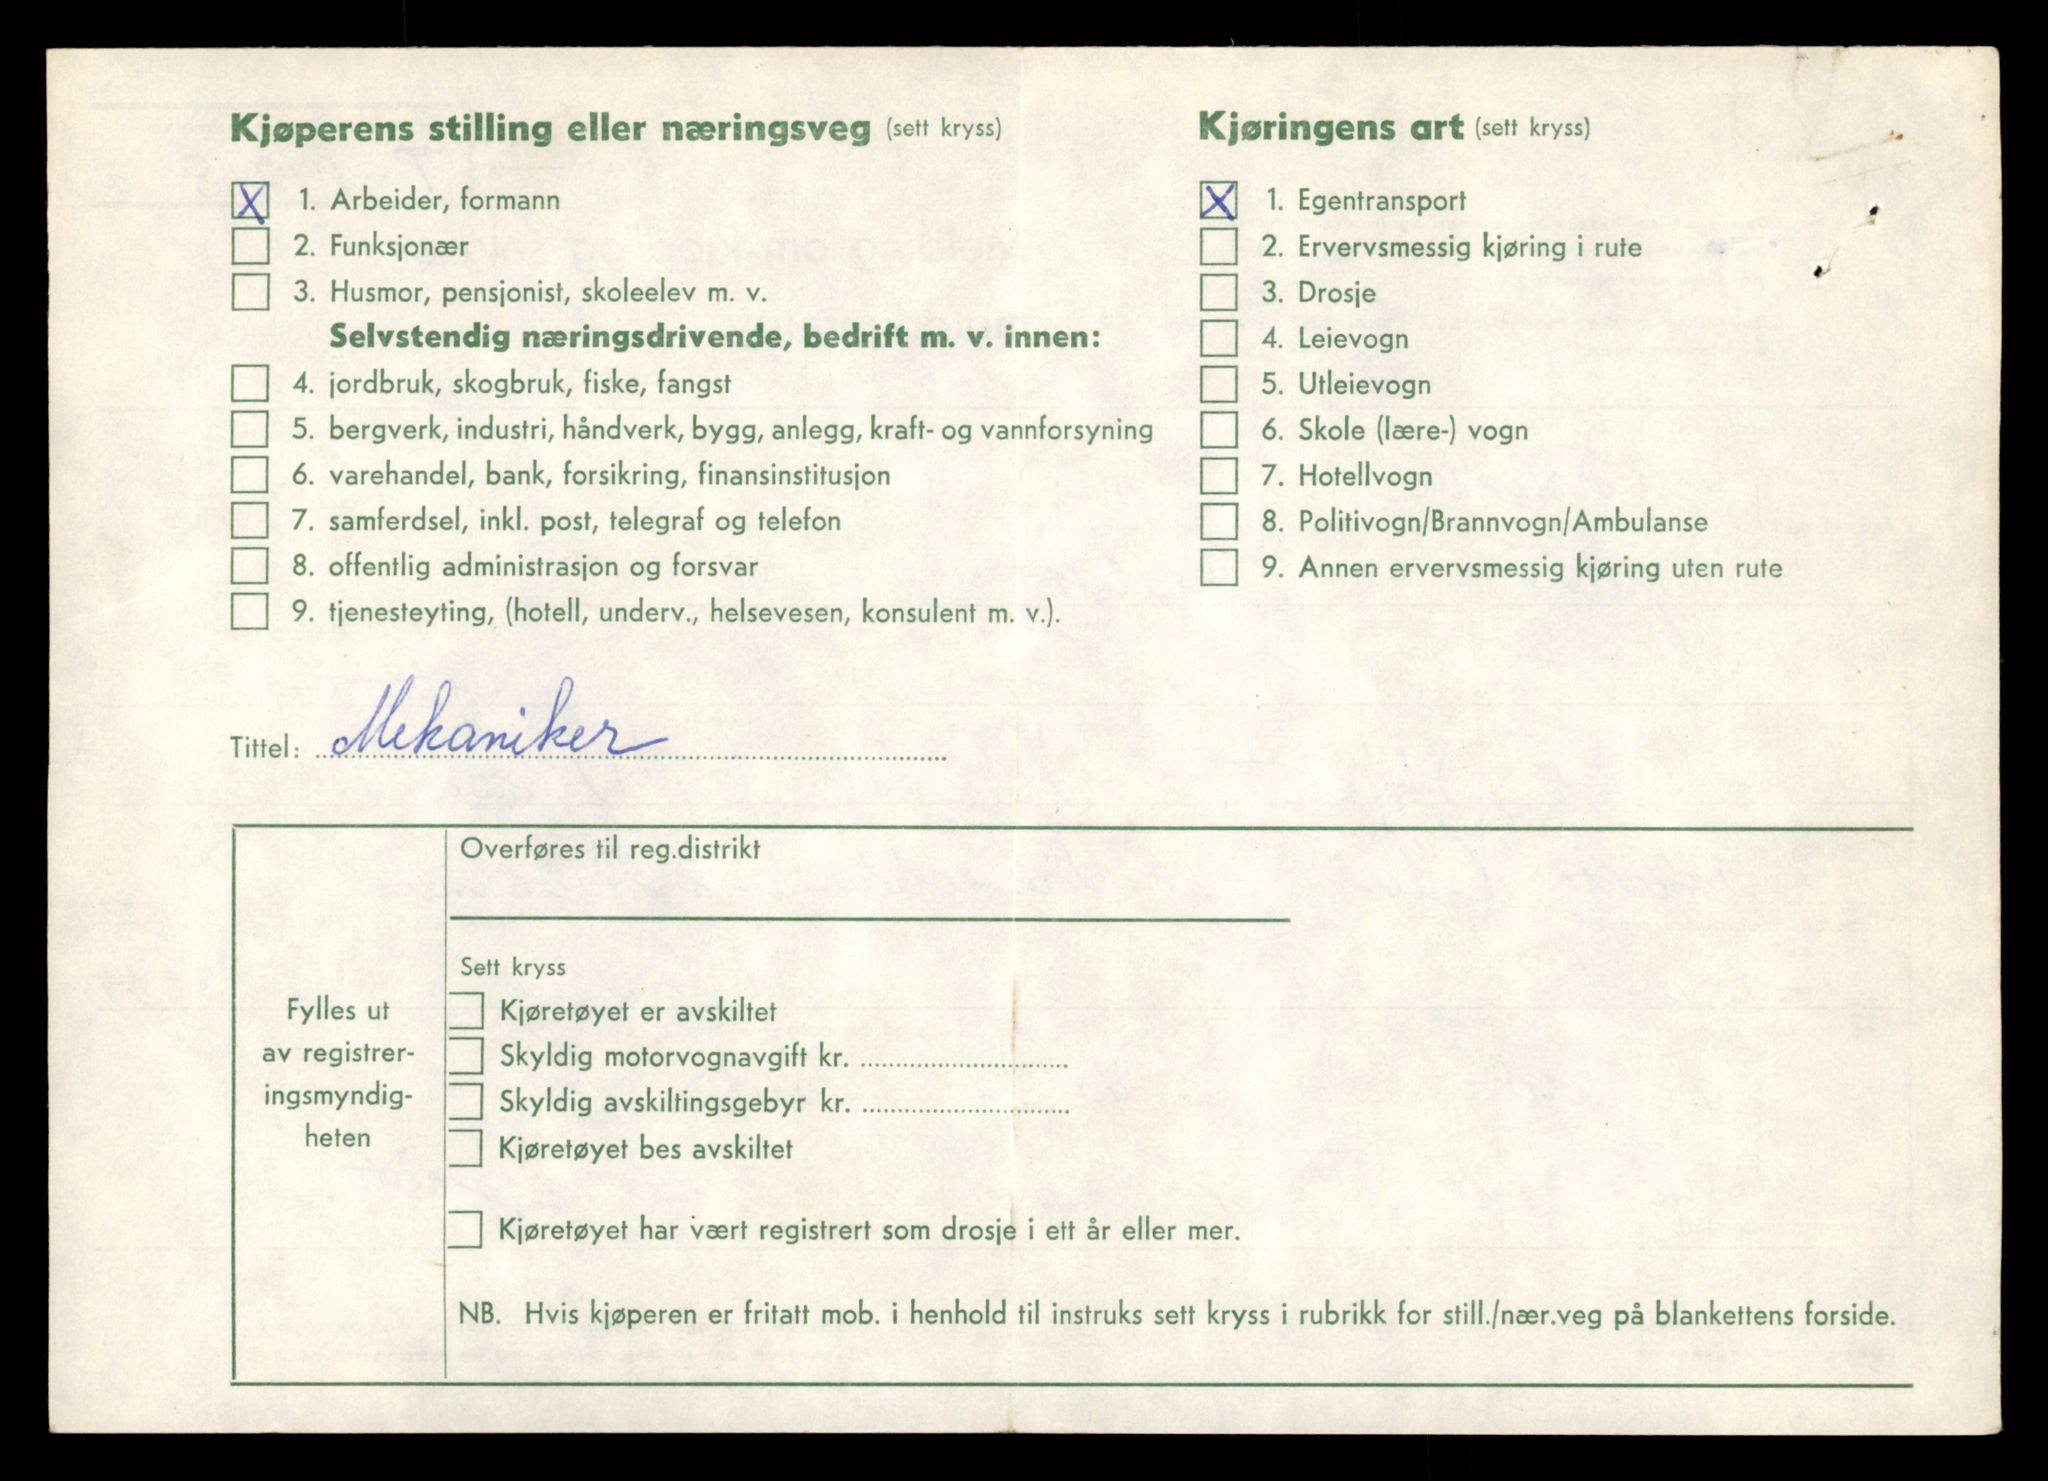 Kjøperens stilling eller næringsveg (sett kryss)
X 1. Arbeider, formann
2. Funksjonær
3. Husmor, pensjonist, skoleelev m. v.
Selvstendig næringsdrivende, bedrift m. v. innen:
4. jordbruk, skogbruk, fiske, fangst
5. bergverk, industri, håndverk, bygg, anlegg, kraft- og vannforsyning
6. varehandel, bank, forsikring, finansinstitusjon
7. samferdsel, inkl. post, telegraf og telefon
8. offentlig administrasjon og forsvar
9. tjenesteyting, (hotell, underv., helsevesen, konsulent m. v.).
Kjøringens art (sett kryss)
X 1. Egentransport
2. Ervervsmessig kjøring i rute
3. Drosje
4. Leievogn
5. Utleievogn
6. Skole (lære-) vogn
7. Hotellvogn
8. Politivogn/Brannvogn/Ambulanse
9. Annen ervervsmessig kjøring uten rute
Tittel: Mekaniker
Fylles ut
av registrer-
ingsmyndig-
heten
Overføres til reg.distrikt
Sett kryss
Kjøretøyet er avskiltet
Skyldig motorvognavgift kr.
Skyldig avskiltingsgebyr kr.
Kjøretøyet bes avskiltet
Kjøretøyet har vært registrert som drosje i ett år eller mer.
NB. Hvis kjøperen er fritatt mob. i henhold til instruks sett kryss i rubrikk for still./nær.veg på blankettens forside.